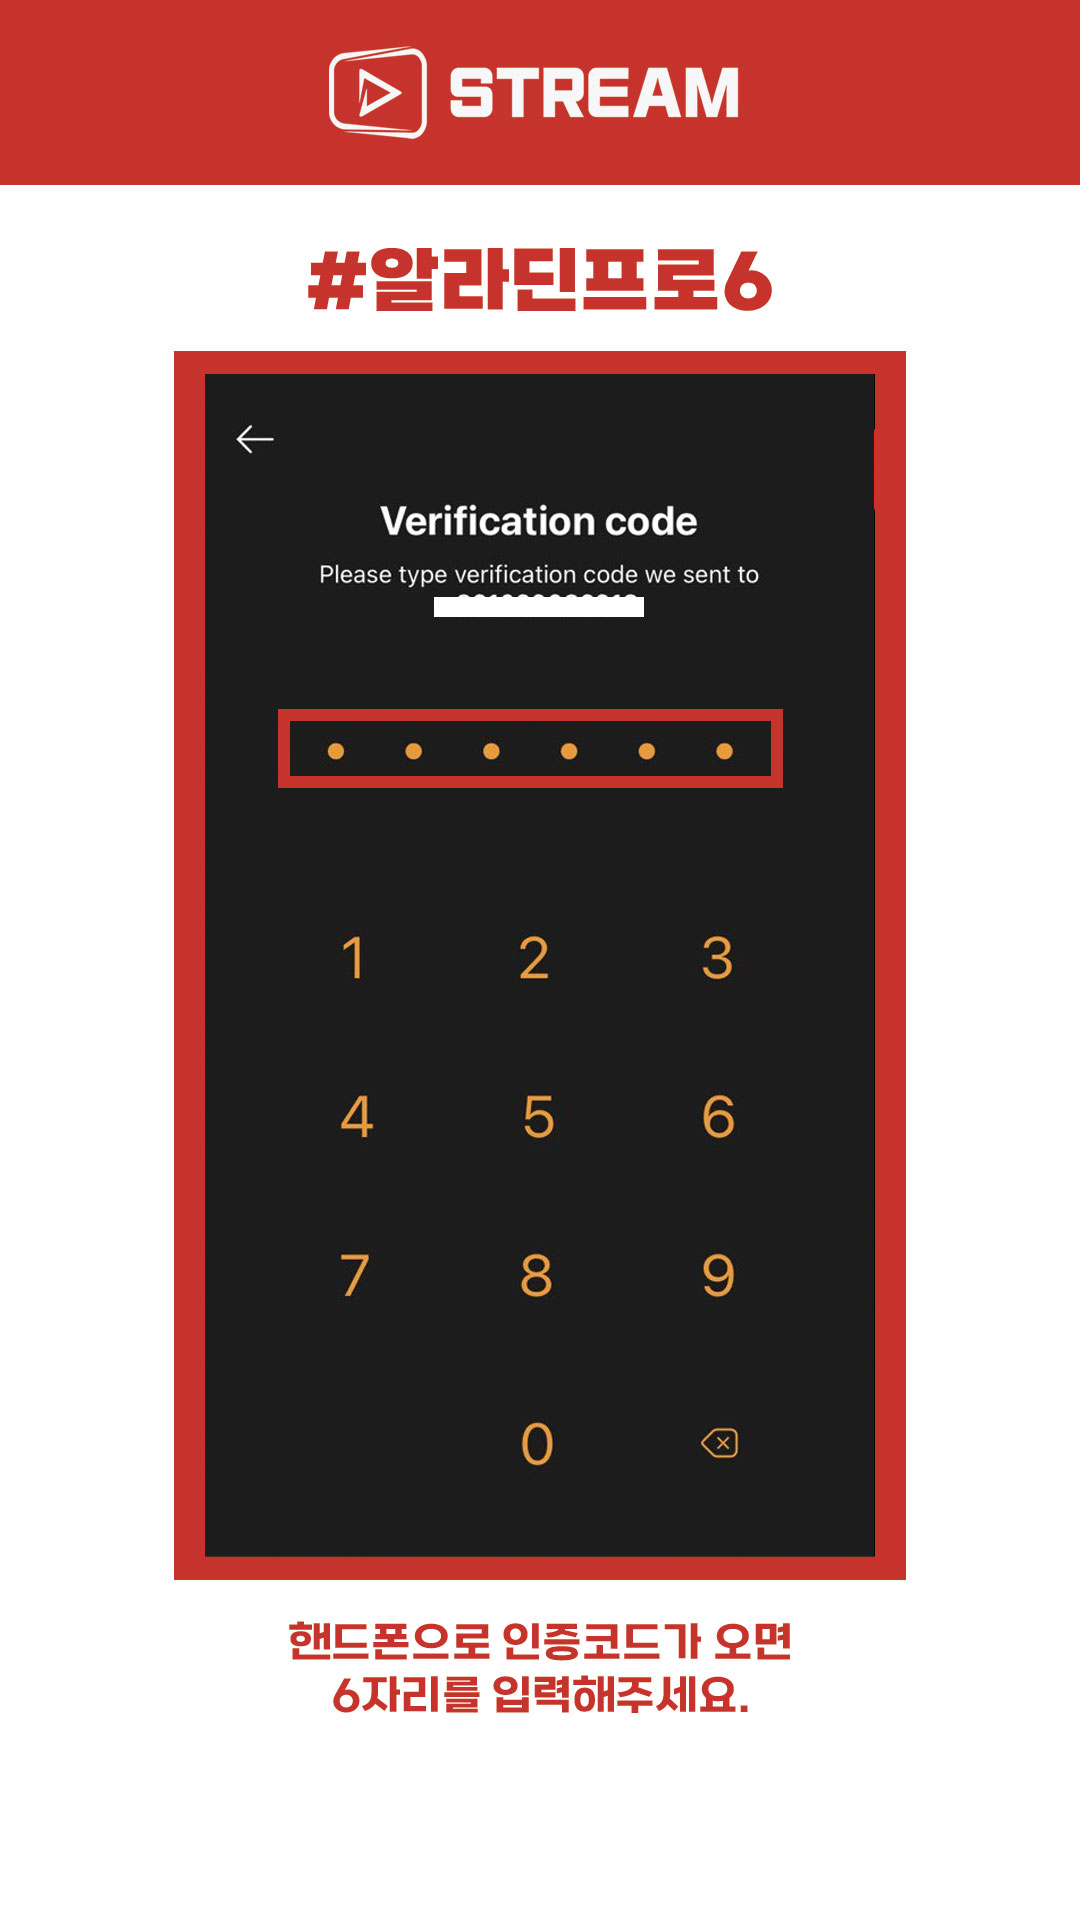 STREAM
#알라딘프로6
Verification code
Please type verification code we sent to
1 2 3
4 5 6
7 8 9
0
핸드폰으로 인증코드가 오면
6자리를 입력해주세요.